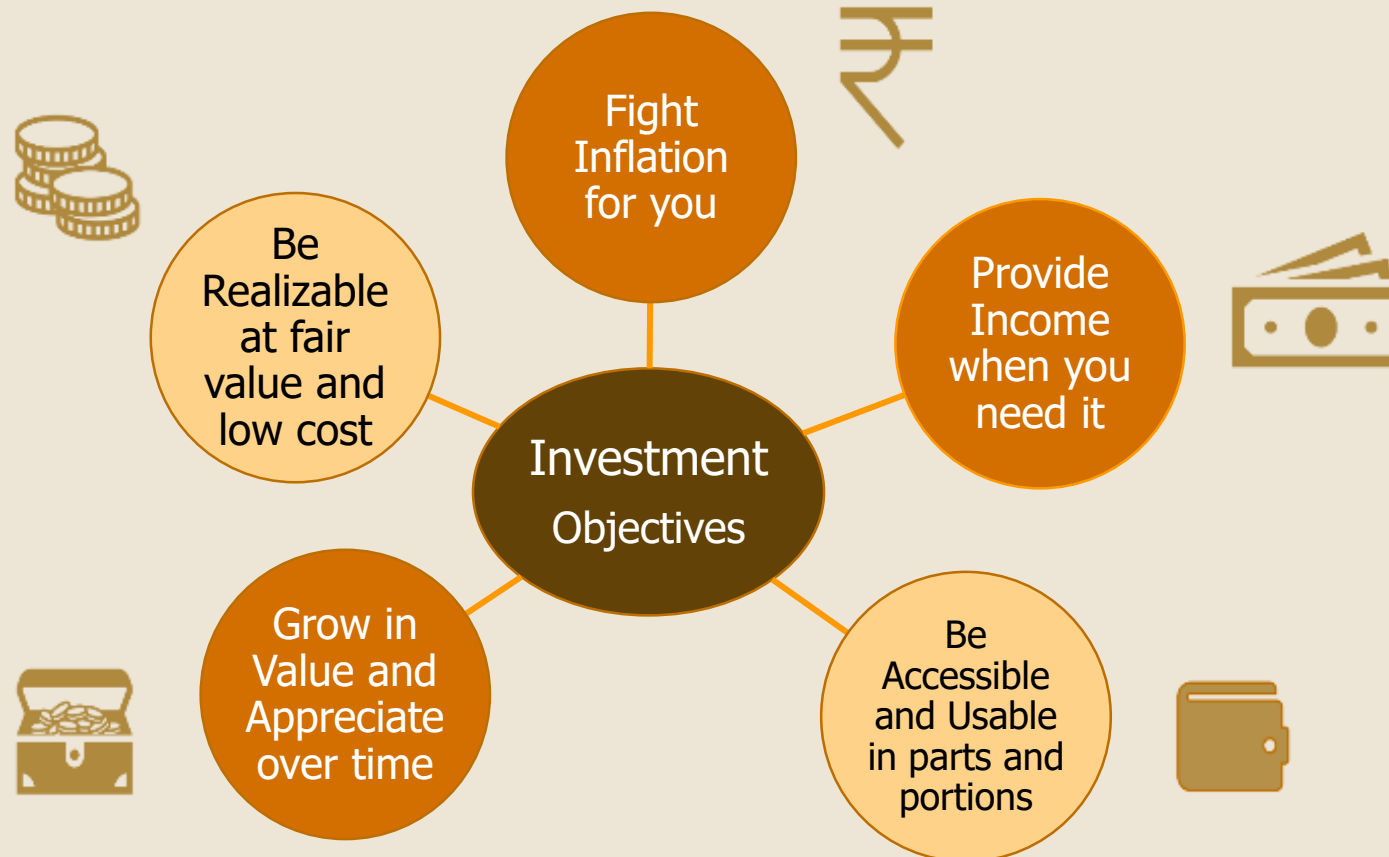 Fight
Inflation
for you
Provide
Income
when you
need it
Be
Accessible
and Usable
in parts and
portions
Grow in
Value and
Appreciate
over time
Be
Realizable
at fair
value and
low cost
Investment
Objectives
₹